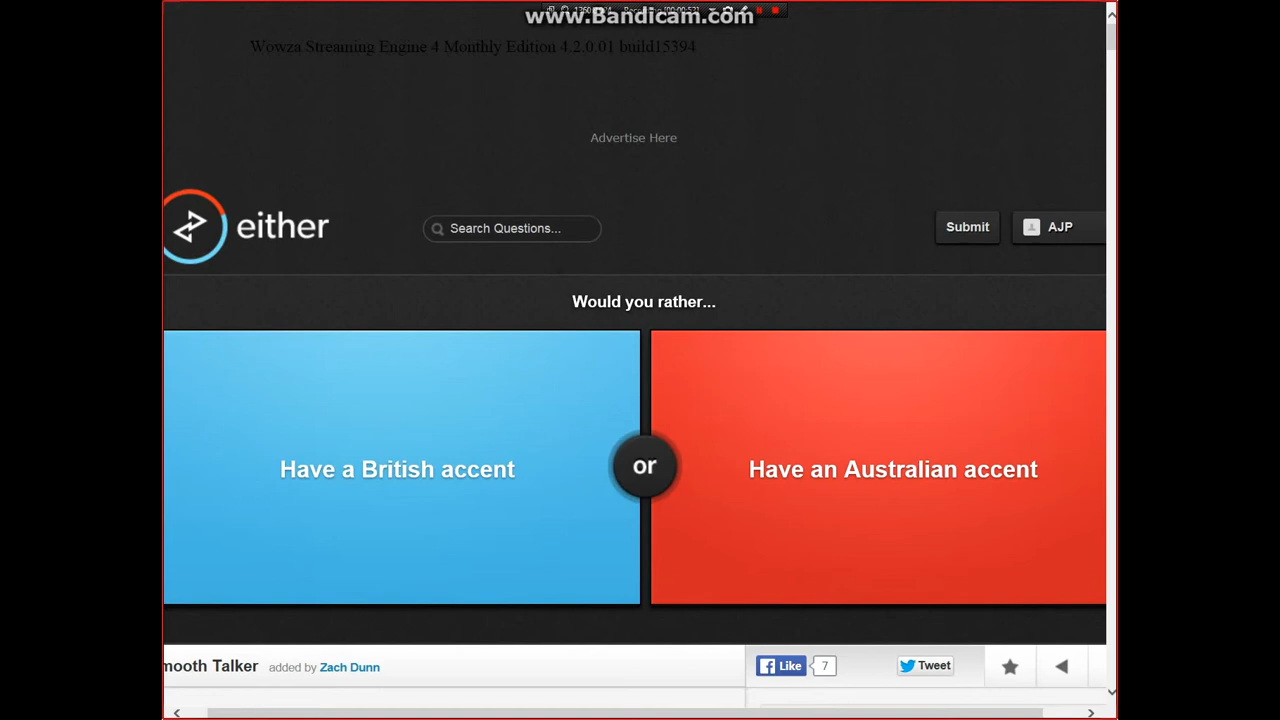 www.Bandicam.com
Wowza Streaming Engine 4 Monthly Edition 4.2.0.01 build15394
Advertise Here
either
Search Questions...
Submit
AJP
Would you rather...
Have a British accent
or
Have an Australian accent
mooth Talker added by Zach Dunn
Like 7
Tweet